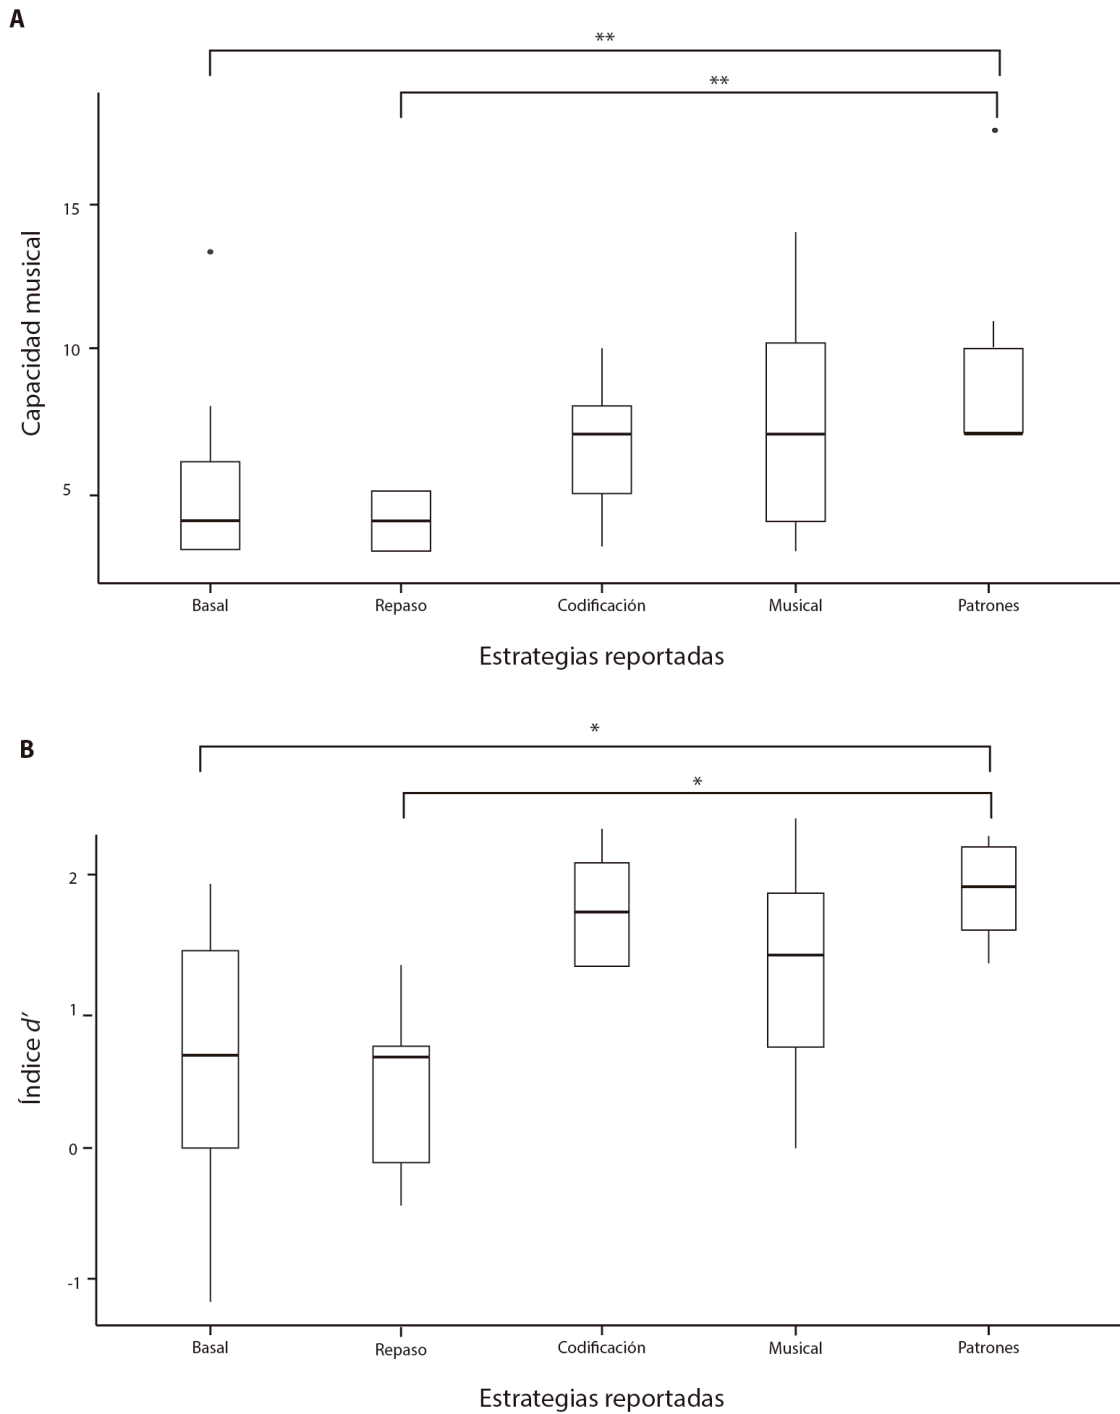 A
**
**
15
10
5
Capacidad musical
Basal Repaso Codificación Musical Patrones
Estrategias reportadas
B
*
*
2
1
0
-1
Índice d′
Basal Repaso Codificación Musical Patrones
Estrategias reportadas